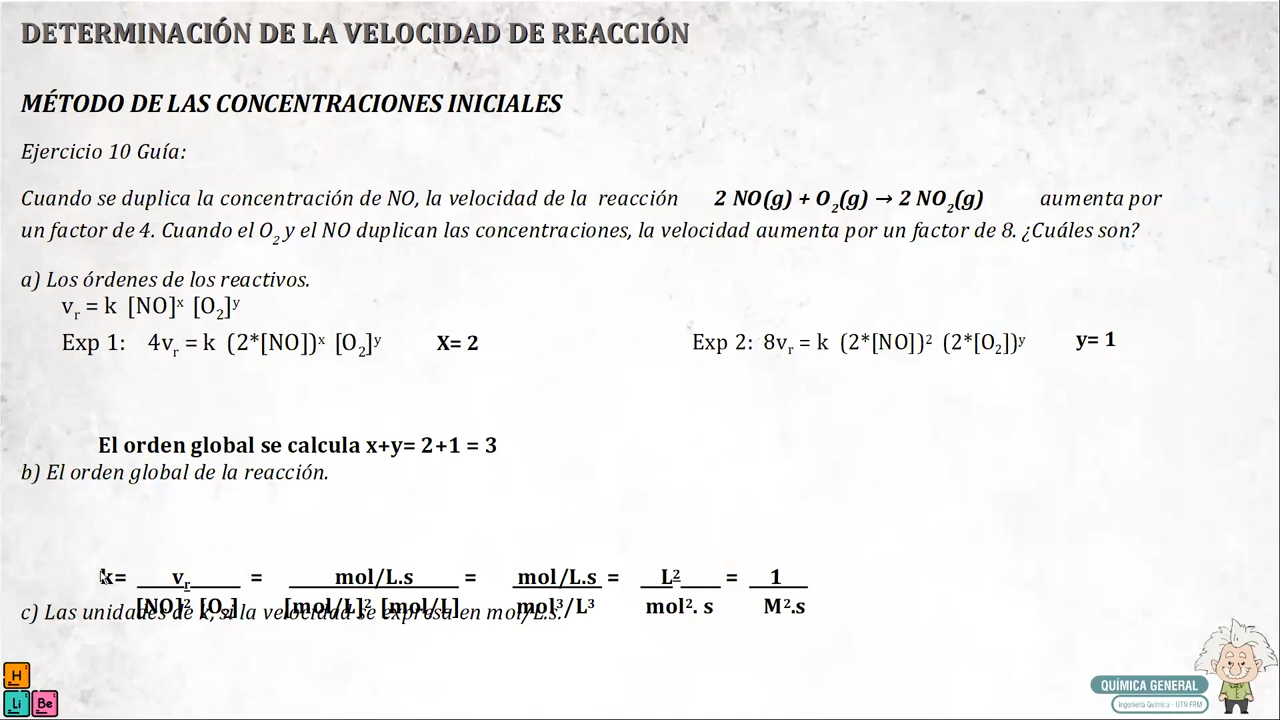 DETERMINACIÓN DE LA VELOCIDAD DE REACCIÓN
MÉTODO DE LAS CONCENTRACIONES INICIALES
Ejercicio 10 Guía:
Cuando se duplica la concentración de NO, la velocidad de la reacción 2 NO(g) + O₂(g) → 2 NO₂(g) aumenta por
un factor de 4. Cuando el O₂ y el NO duplican las concentraciones, la velocidad aumenta por un factor de 8. ¿Cuáles son?
a) Los órdenes de los reactivos.
vᵣ = k [NO]ˣ [O₂]ʸ
Exp 1: 4vᵣ = k (2*[NO])ˣ [O₂]ʸ X= 2 Exp 2: 8vᵣ = k (2*[NO])² (2*[O₂])ʸ y= 1
El orden global se calcula x+y= 2+1 = 3
b) El orden global de la reacción.
k= vᵣ = mol/L.s = mol/L.s = L² = 1
[NO]² [O₂] [mol/L]² [mol/L] mol³/L³ mol². s M².s
c) Las unidades de k, si la velocidad se expresa en mol/L.s.
H
Li Be
QUÍMICA GENERAL
Ingeniería Química - UTN FRM